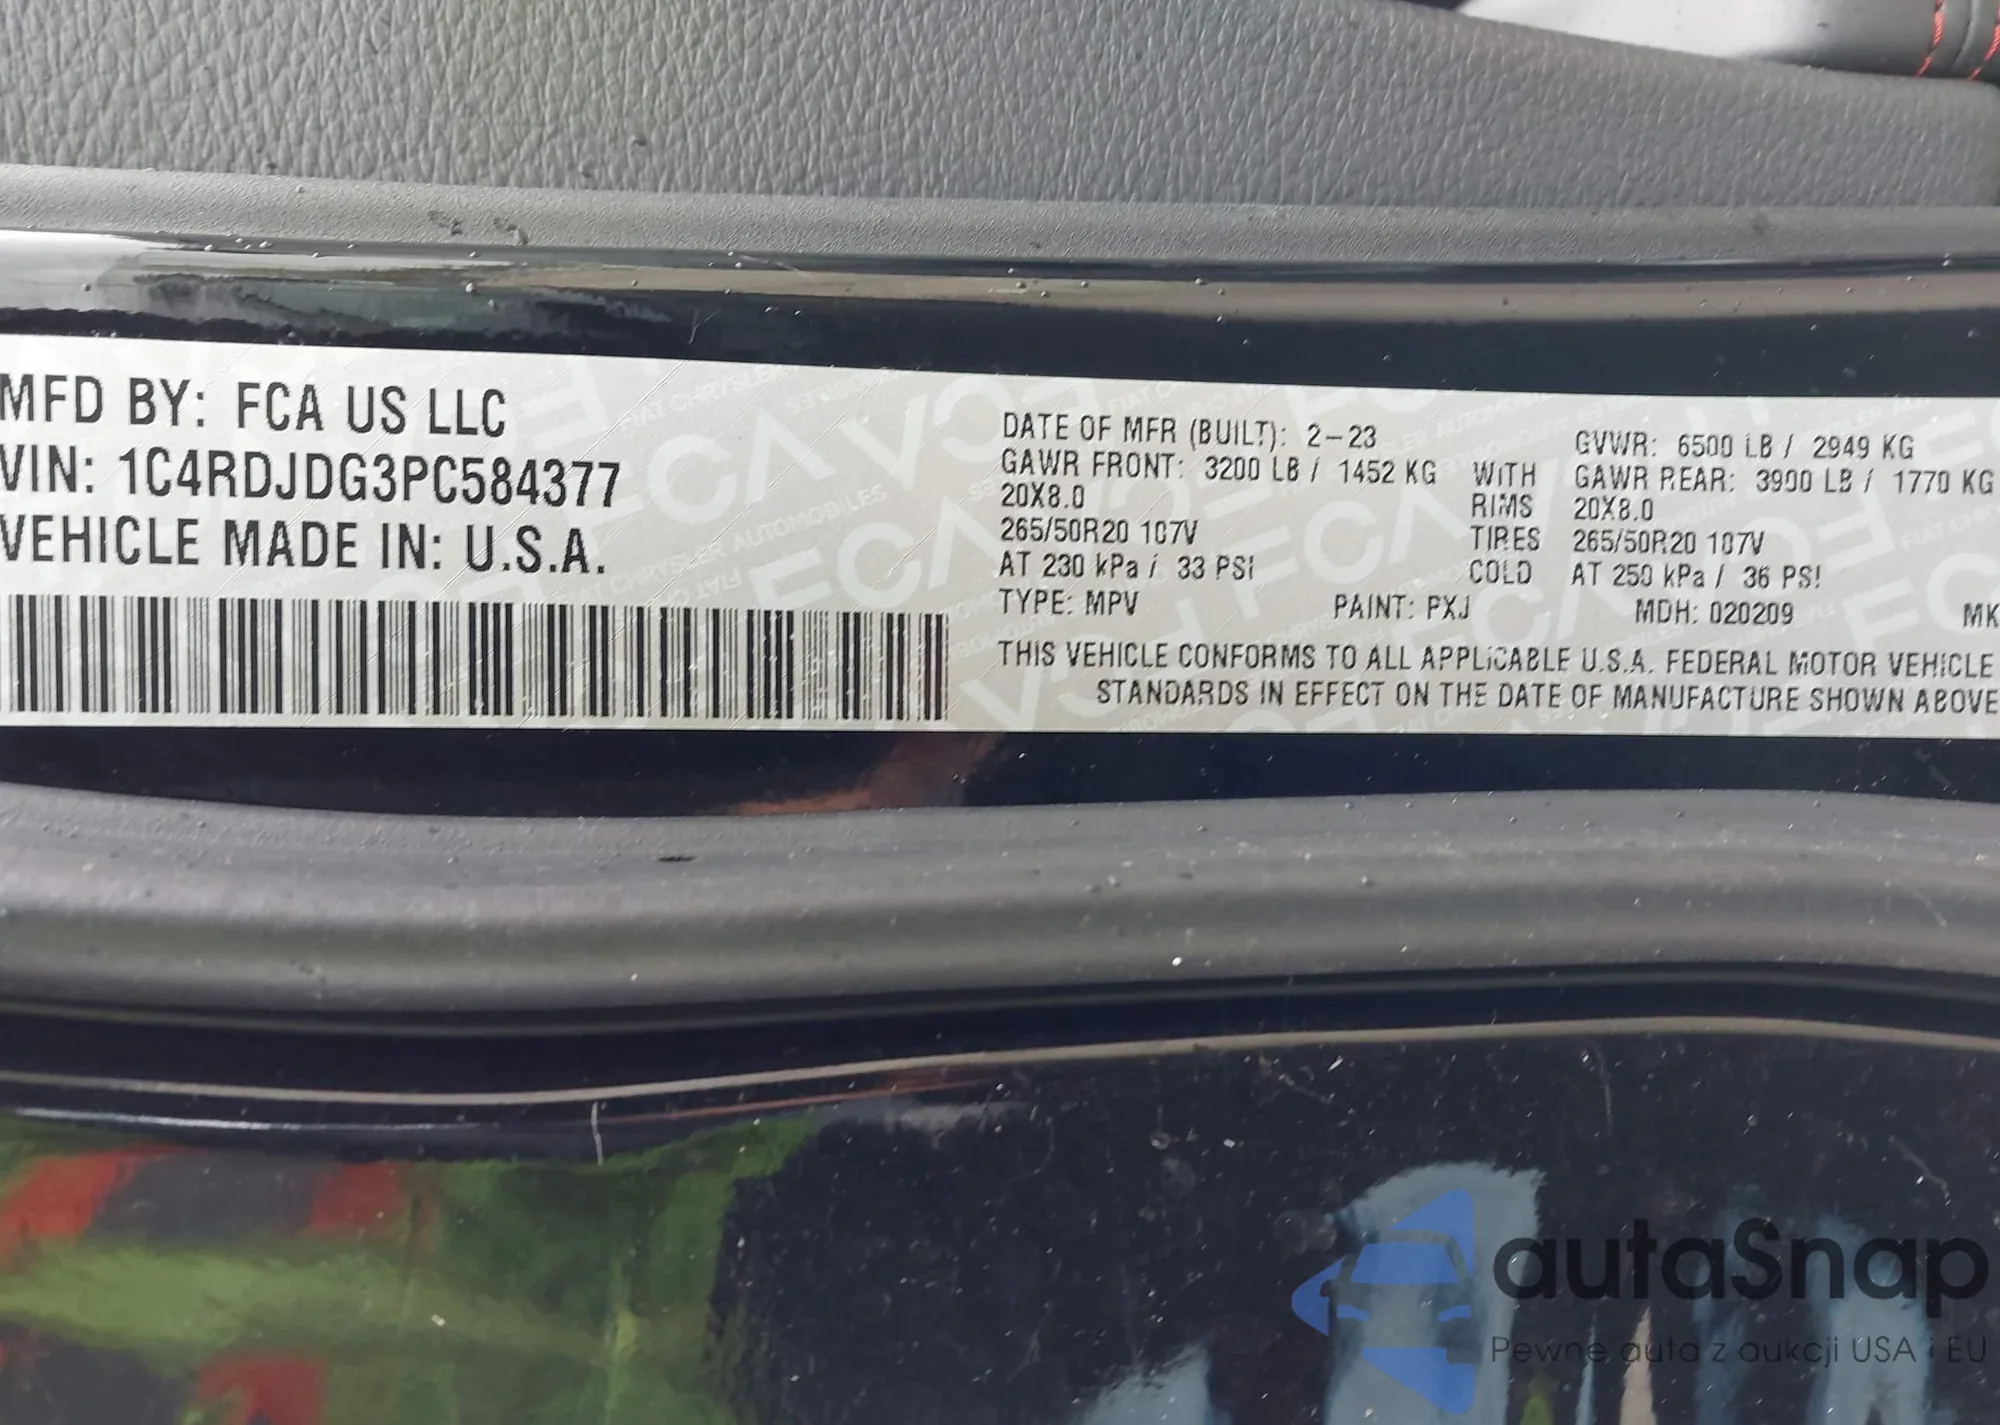 MFD BY: FCA US LLC
VIN: 1C4RDJDG3PC584377
VEHICLE MADE IN: U.S.A.
DATE OF MFR (BUILT): 2-23
GVWR: 6500 LB / 2949 KG
GAWR FRONT: 3200 LB / 1452 KG WITH GAWR REAR: 3900 LB / 1770 KG
20X8.0 RIMS 20X8.0
265/50R20 107V TIRES 265/50R20 107V
AT 230 kPa / 33 PSI COLD AT 250 kPa / 36 PSI
TYPE: MPV PAINT: PXJ MDH: 020209 MK
THIS VEHICLE CONFORMS TO ALL APPLICABLE U.S.A. FEDERAL MOTOR VEHICLE
STANDARDS IN EFFECT ON THE DATE OF MANUFACTURE SHOWN ABOVE
autaSnap
Pewne auta z aukcji USA i EU